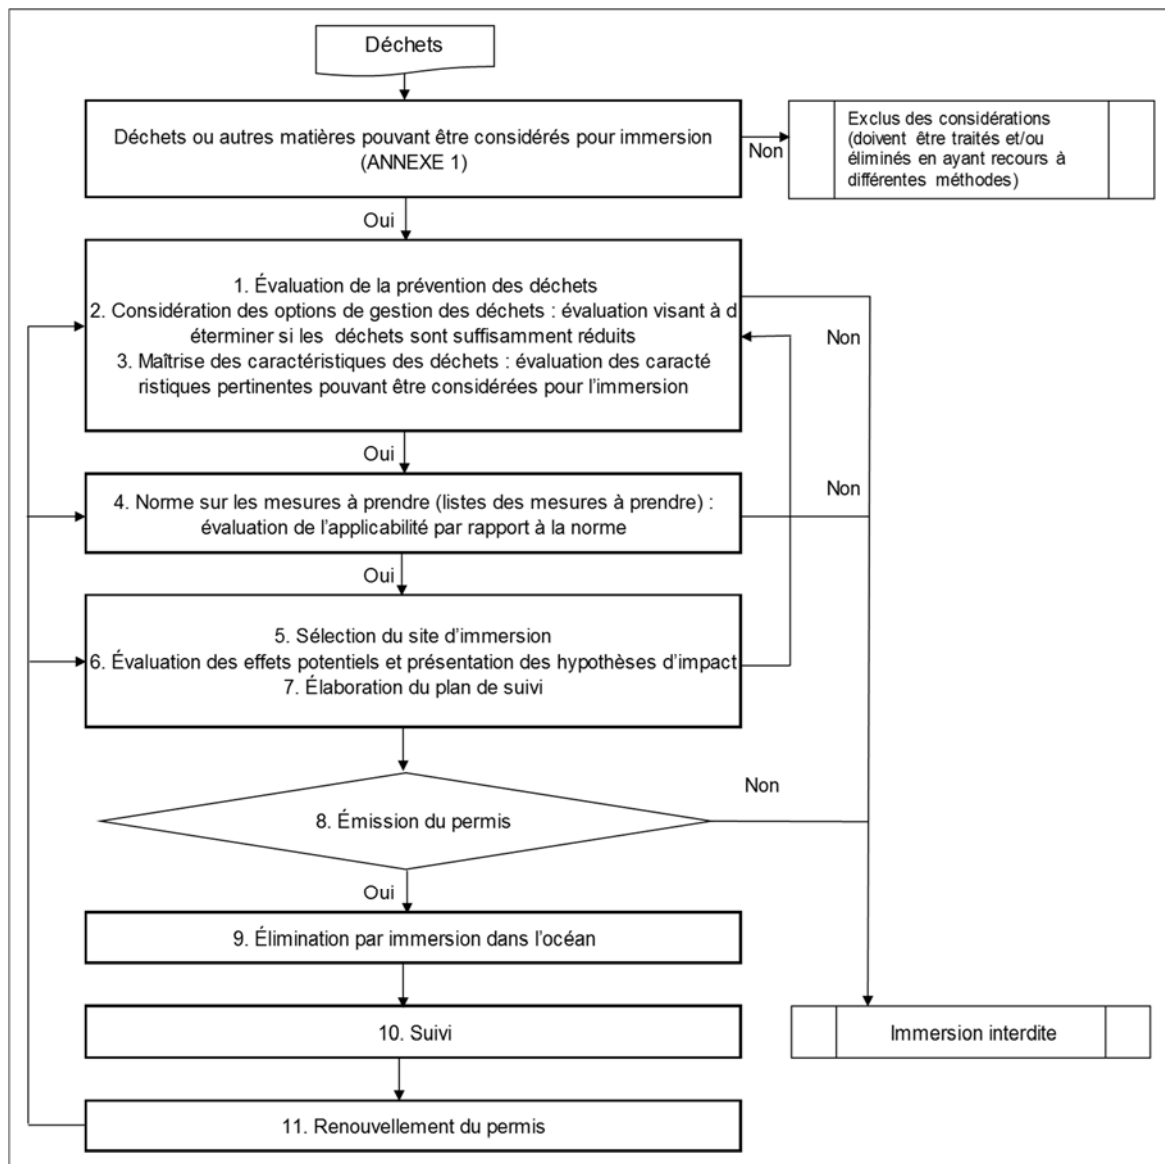 Déchets
Déchets ou autres matières pouvant être considérés pour immersion
(ANNEXE 1)
Non
Exclus des considérations
(doivent être traités et/ou
éliminés en ayant recours à
différentes méthodes)
Oui
1. Évaluation de la prévention des déchets
2. Considération des options de gestion des déchets : évaluation visant à d
éterminer si les déchets sont suffisamment réduits
3. Maîtrise des caractéristiques des déchets : évaluation des caracté
ristiques pertinentes pouvant être considérées pour l’immersion
Non
Oui
4. Norme sur les mesures à prendre (listes des mesures à prendre) :
évaluation de l’applicabilité par rapport à la norme
Non
Oui
5. Sélection du site d’immersion
6. Évaluation des effets potentiels et présentation des hypothèses d’impact
7. Élaboration du plan de suivi
8. Émission du permis
Non
Oui
9. Élimination par immersion dans l’océan
10. Suivi
Immersion interdite
11. Renouvellement du permis